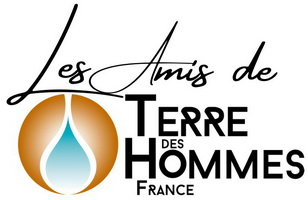 Les Amis de
TERRE
DES
HOMMES
FRANCE